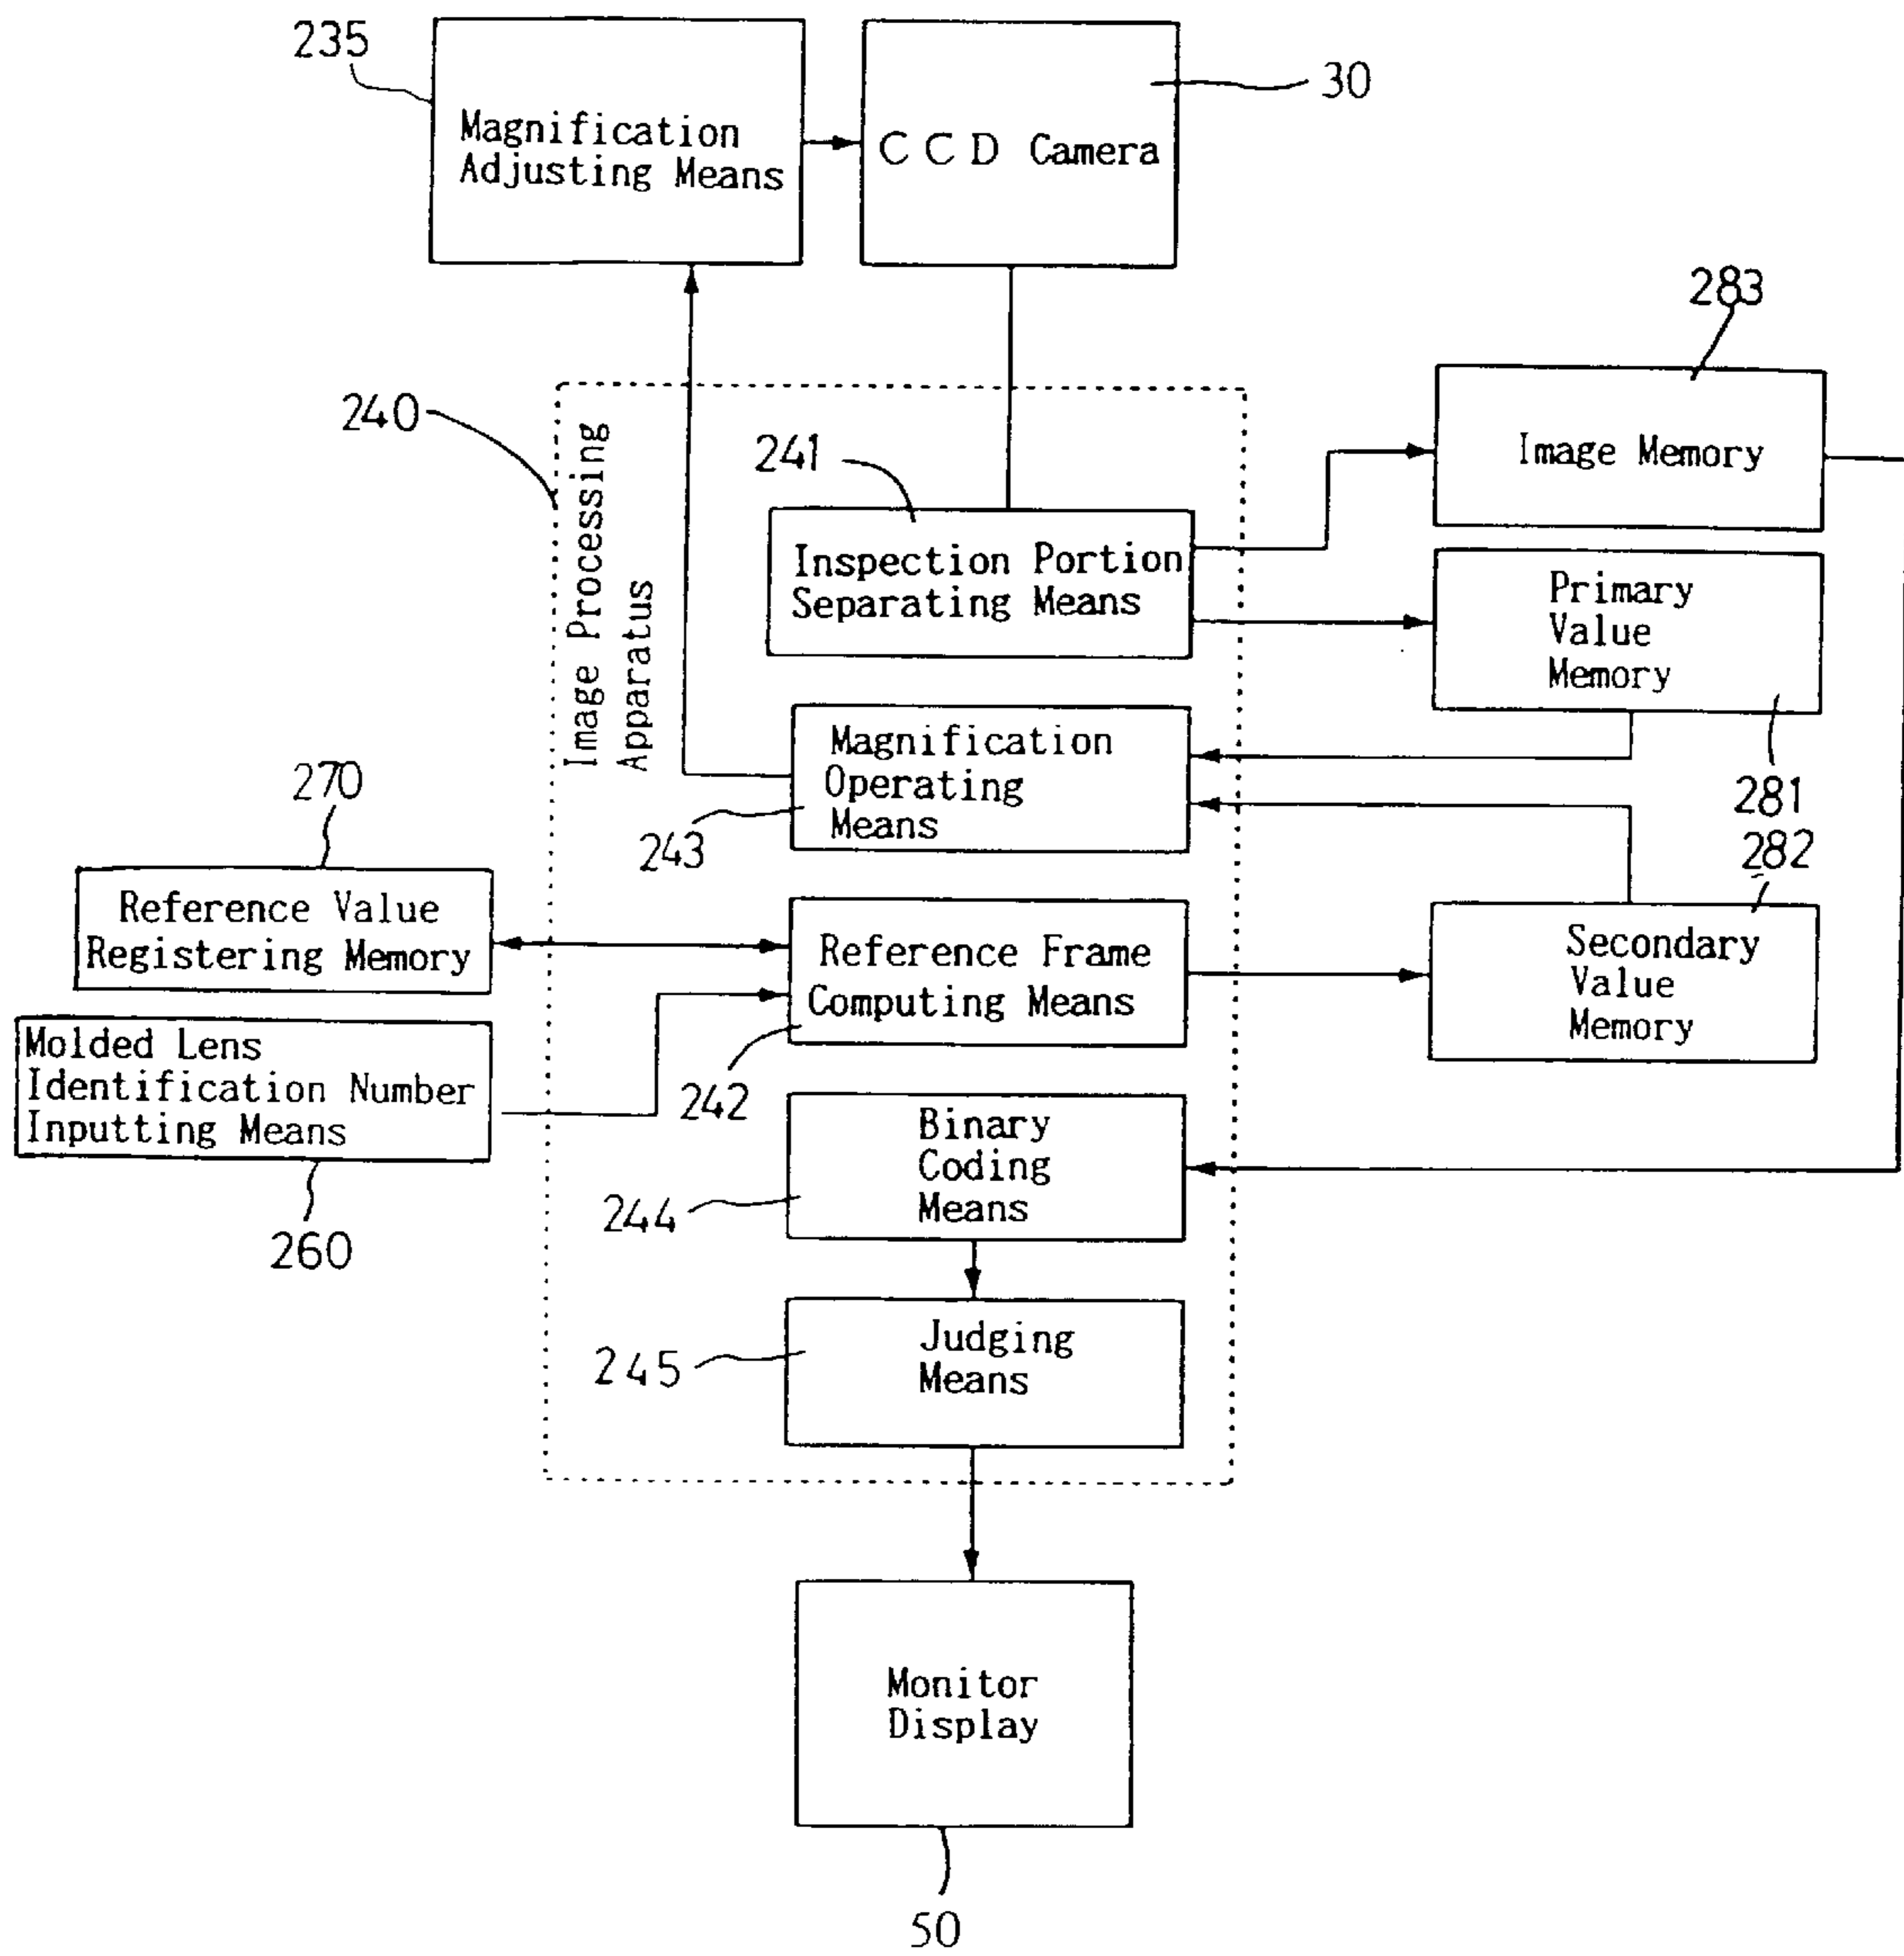 235
Magnification
Adjusting Means
CCD Camera
30
283
Image Memory
240
Image Processing
Apparatus
241
Inspection Portion
Separating Means
Primary
Value
Memory
281
Magnification
Operating
Means
243
282
270
Reference Value
Registering Memory
Reference Frame
Computing Means
242
Secondary
Value
Memory
Molded Lens
Identification Number
Inputting Means
260
Binary
Coding
Means
244
Judging
Means
245
Monitor
Display
50